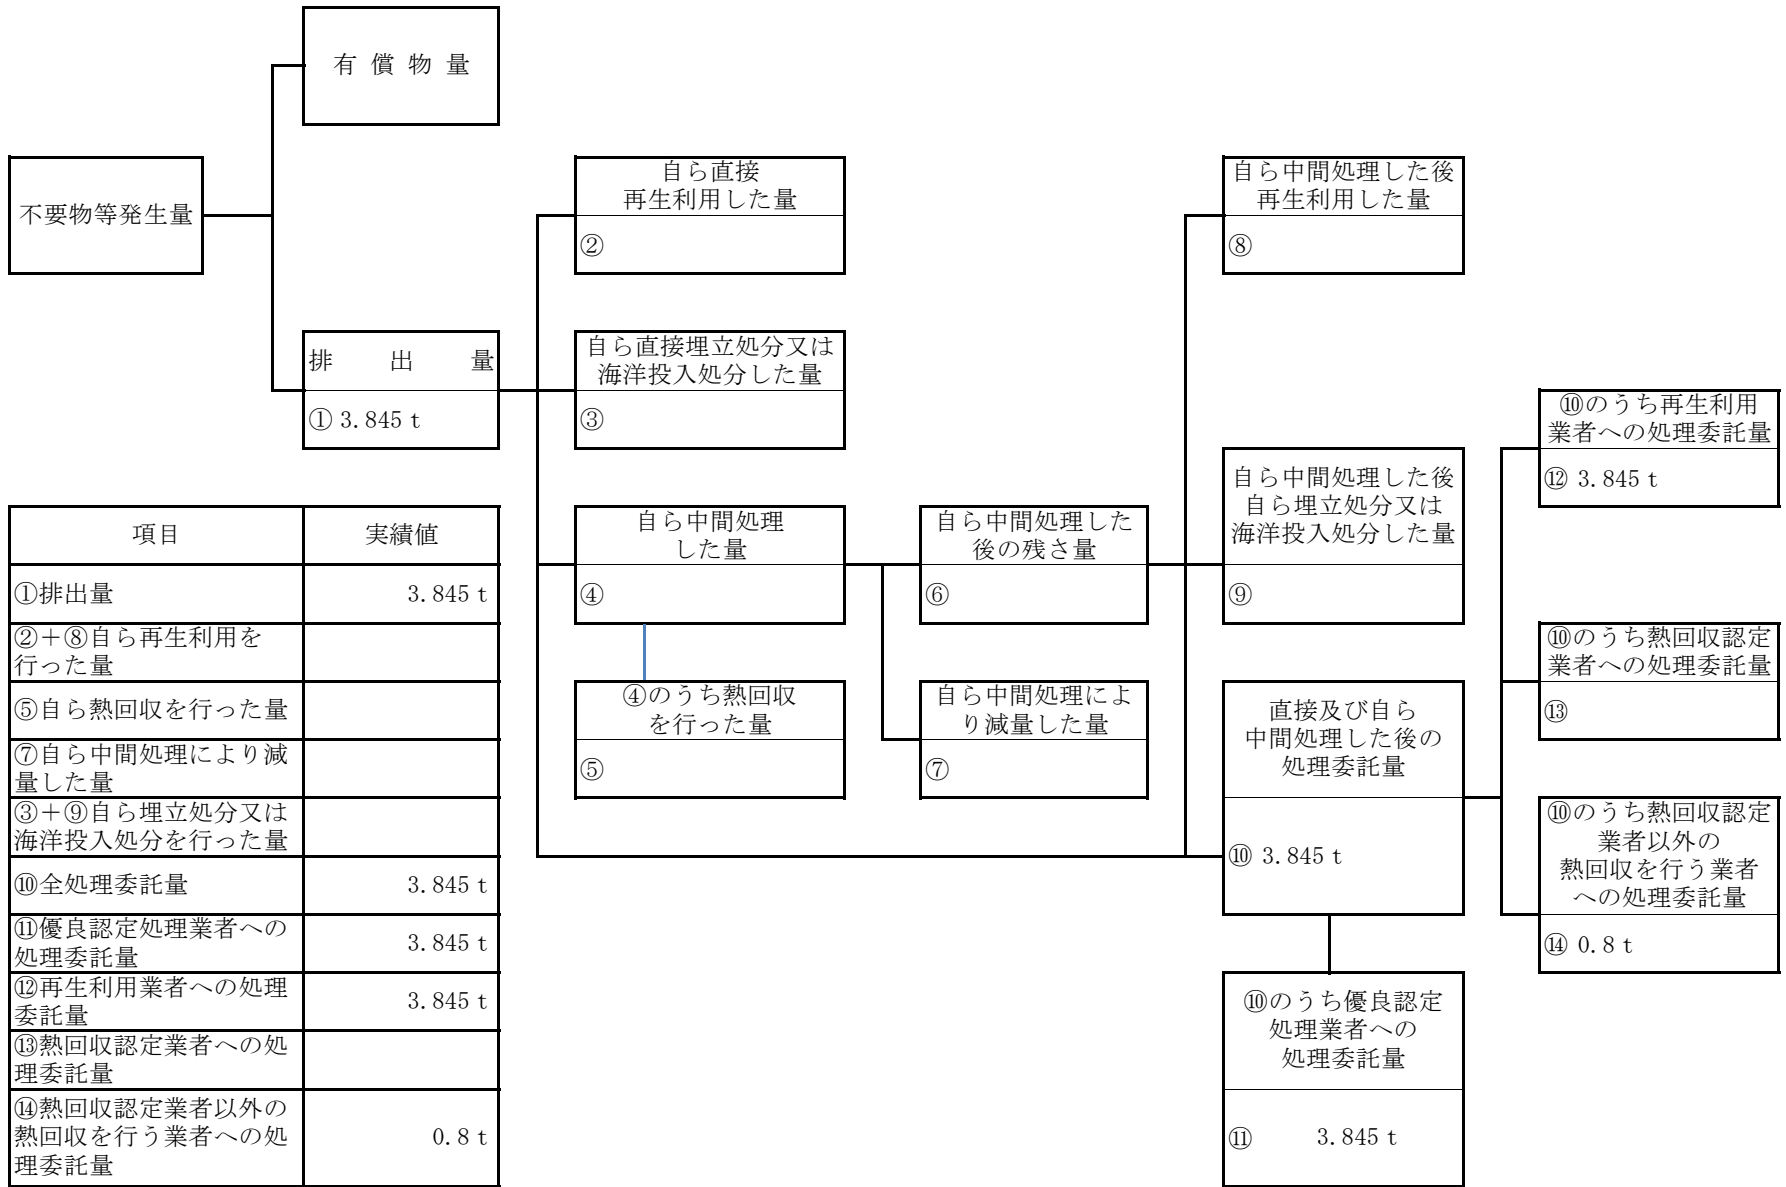 有 償 物 量
不要物等発生量
排 出 量
① 3.845 t
自ら直接
再生利用した量
②
自ら直接埋立処分又は
海洋投入処分した量
③
自ら中間処理
した量
④
④のうち熱回収
を行った量
⑤
自ら中間処理した
後の残さ量
⑥
自ら中間処理によ
り減量した量
⑦
自ら中間処理した後
再生利用した量
⑧
自ら中間処理した後
自ら埋立処分又は
海洋投入処分した量
⑨
直接及び自ら
中間処理した後の
処理委託量
⑩ 3.845 t
⑩のうち優良認定
処理業者への
処理委託量
⑪ 3.845 t
⑩のうち再生利用
業者への処理委託量
⑫ 3.845 t
⑩のうち熱回収認定
業者への処理委託量
⑬
⑩のうち熱回収認定
業者以外の
熱回収を行う業者
への処理委託量
⑭ 0.8 t
項目 実績値
①排出量 3.845 t
②+⑧自ら再生利用を
行った量
⑤自ら熱回収を行った量
⑦自ら中間処理により減
量した量
③+⑨自ら埋立処分又は
海洋投入処分を行った量
⑩全処理委託量 3.845 t
⑪優良認定処理業者への
処理委託量 3.845 t
⑫再生利用業者への処理
委託量 3.845 t
⑬熱回収認定業者への処
理委託量
⑭熱回収認定業者以外の
熱回収を行う業者への処
理委託量 0.8 t